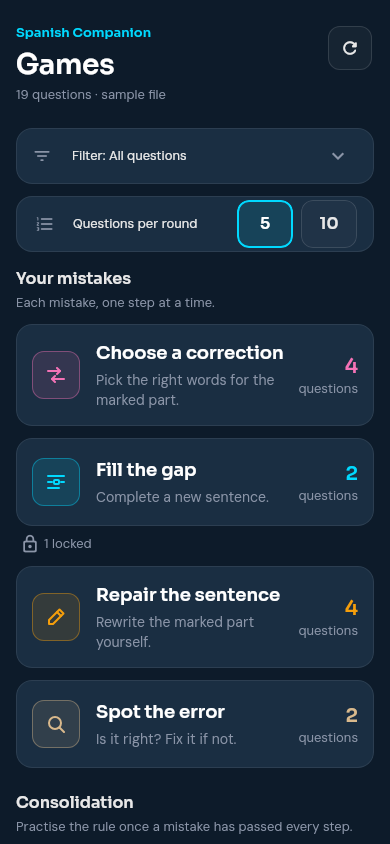 Spanish Companion
Games
19 questions · sample file
Filter: All questions
Questions per round
5
10
Your mistakes
Each mistake, one step at a time.
Choose a correction
Pick the right words for the
marked part.
4
questions
Fill the gap
Complete a new sentence.
2
questions
1 locked
Repair the sentence
Rewrite the marked part
yourself.
4
questions
Spot the error
Is it right? Fix it if not.
2
questions
Consolidation
Practise the rule once a mistake has passed every step.